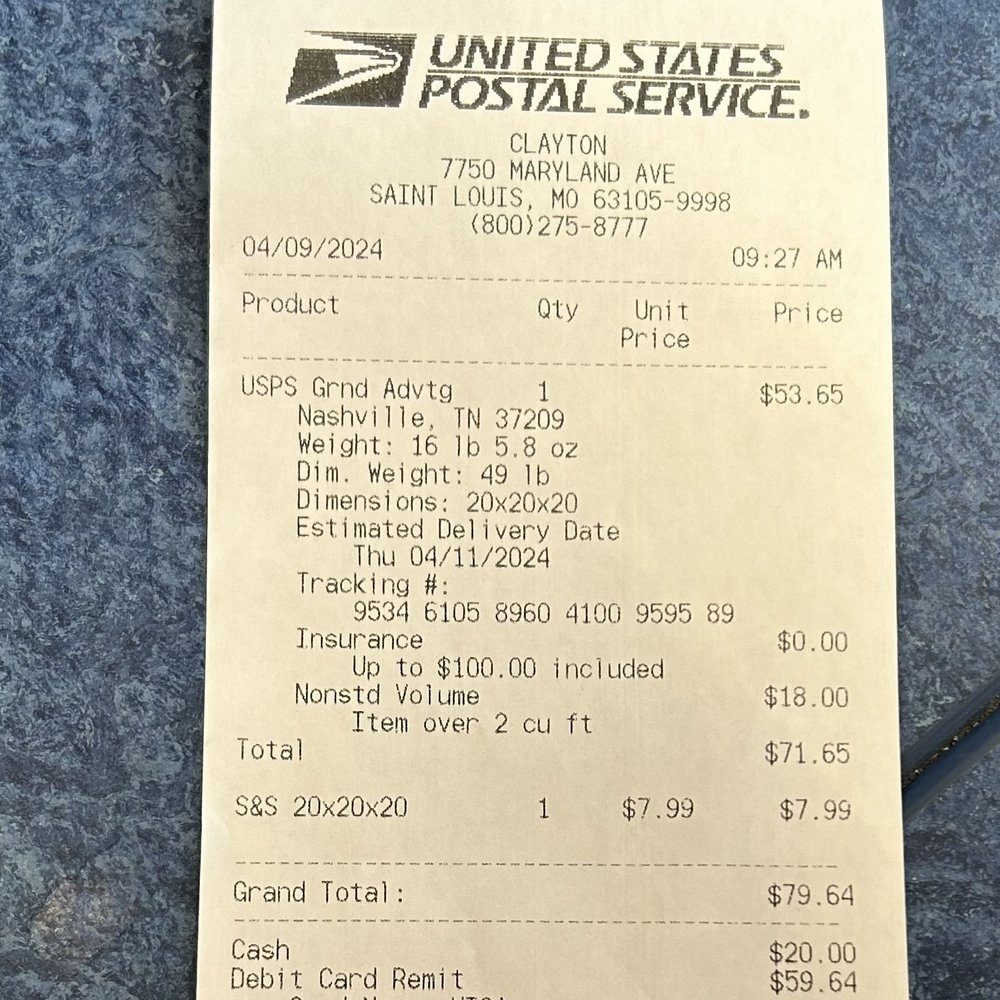 UNITED STATES
POSTAL SERVICE.
CLAYTON
7750 MARYLAND AVE
SAINT LOUIS, MO 63105-9998
(800)275-8777
04/09/2024 09:27 AM
Product Qty Unit Price
Price
USPS Grnd Advtg 1 $53.65
Nashville, TN 37209
Weight: 16 lb 5.8 oz
Dim. Weight: 49 lb
Dimensions: 20x20x20
Estimated Delivery Date
Thu 04/11/2024
Tracking #:
9534 6105 8960 4100 9595 89
Insurance $0.00
Up to $100.00 included
Nonstd Volume $18.00
Item over 2 cu ft
Total $71.65
S&S 20x20x20 1 $7.99 $7.99
Grand Total: $79.64
Cash $20.00
Debit Card Remit $59.64